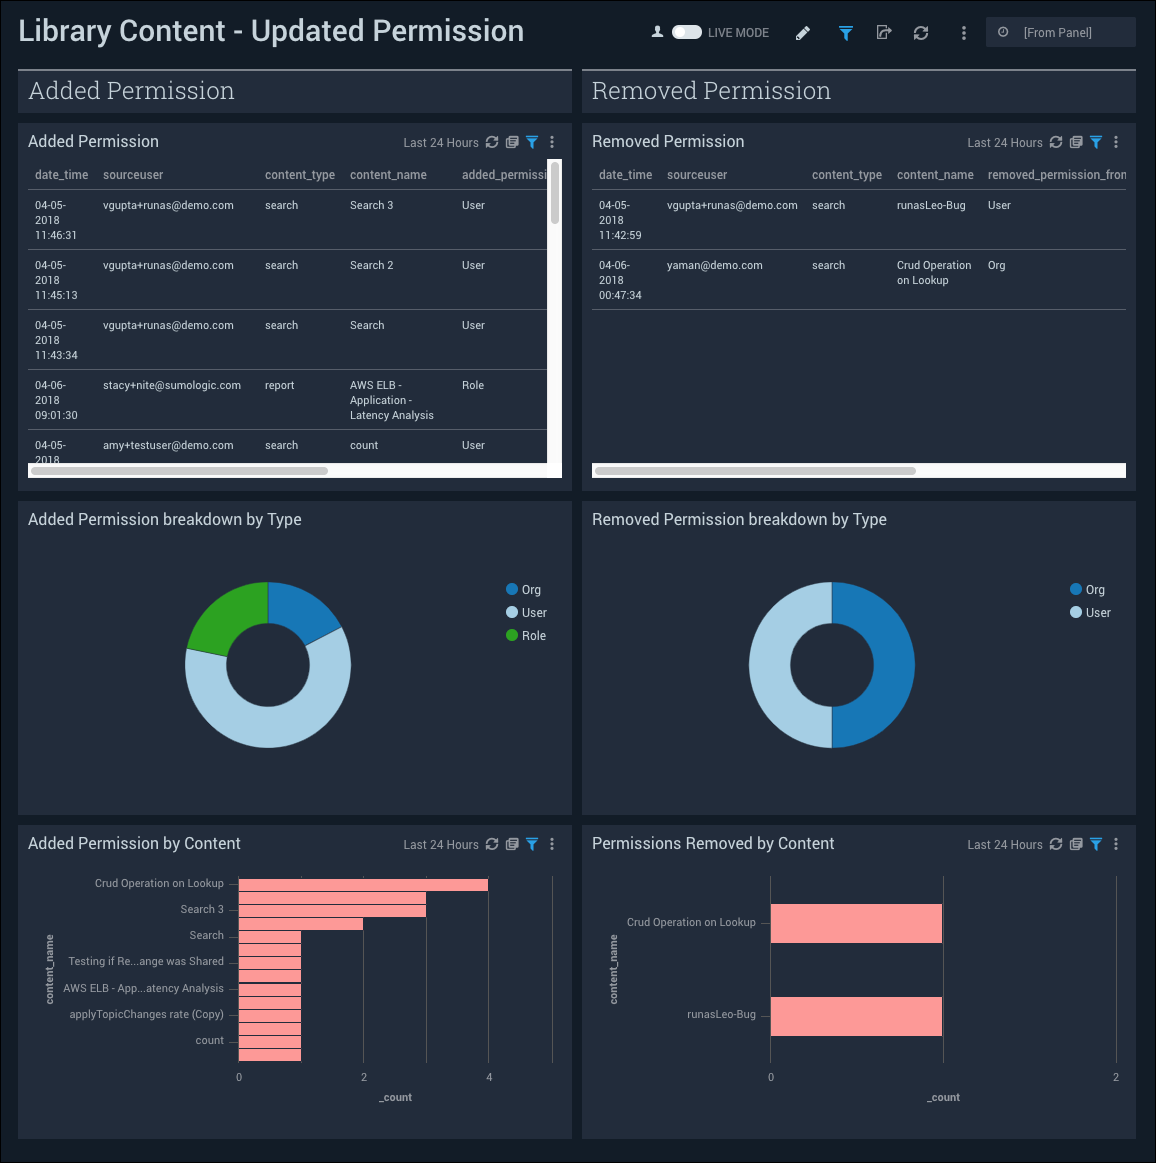 Library Content - Updated Permission
LIVE MODE
[From Panel]
Added Permission
Removed Permission
Added Permission
Last 24 Hours
date_time sourceuser content_type content_name added_permissi
04-05-2018 11:46:31 vgupta+runas@demo.com search Search 3 User
04-05-2018 11:45:13 vgupta+runas@demo.com search Search 2 User
04-05-2018 11:43:34 vgupta+runas@demo.com search Search User
04-06-2018 09:01:30 stacy+nite@sumologic.com report AWS ELB - Application - Latency Analysis Role
04-05-2018 amy+testuser@demo.com search count User
Removed Permission
Last 24 Hours
date_time sourceuser content_type content_name removed_permission_fron
04-05-2018 11:42:59 vgupta+runas@demo.com search runasLeo-Bug User
04-06-2018 00:47:34 yaman@demo.com search Crud Operation on Lookup Org
Added Permission breakdown by Type
Org
User
Role
Removed Permission breakdown by Type
Org
User
Added Permission by Content
Last 24 Hours
content_name
Crud Operation on Lookup
Search 3
Search
Testing if Re...ange was Shared
AWS ELB - App...atency Analysis
applyTopicChanges rate (Copy)
count
0 2 4
_count
Permissions Removed by Content
Last 24 Hours
content_name
Crud Operation on Lookup
runasLeo-Bug
0 2
_count